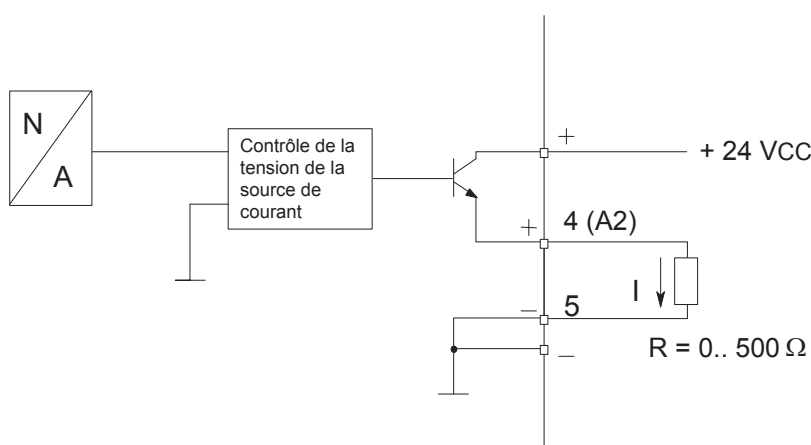 N
A
Contrôle de la
tension de la
source de
courant
+
+ 24 VCC
+
4 (A2)
I
–
5
–
R = 0.. 500 Ω